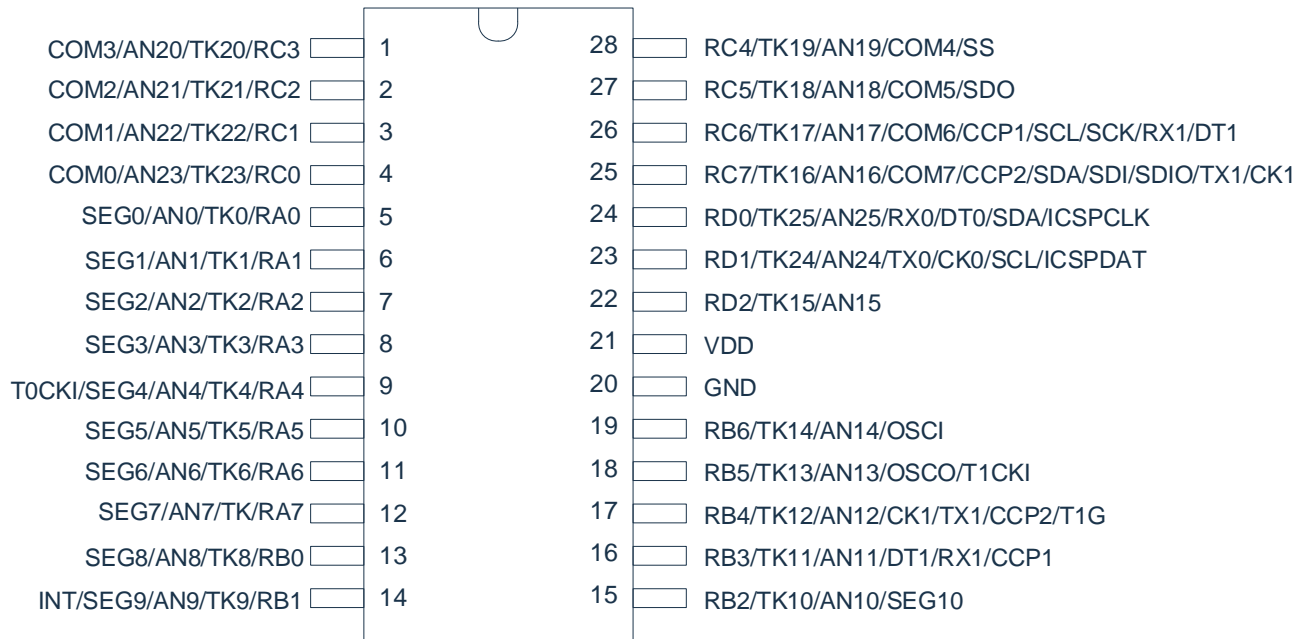 COM3/AN20/TK20/RC3 1 28 RC4/TK19/AN19/COM4/SS
COM2/AN21/TK21/RC2 2 27 RC5/TK18/AN18/COM5/SDO
COM1/AN22/TK22/RC1 3 26 RC6/TK17/AN17/COM6/CCP1/SCL/SCK/RX1/DT1
COM0/AN23/TK23/RC0 4 25 RC7/TK16/AN16/COM7/CCP2/SDA/SDI/SDIO/TX1/CK1
SEG0/AN0/TK0/RA0 5 24 RD0/TK25/AN25/RX0/DT0/SDA/ICSPCLK
SEG1/AN1/TK1/RA1 6 23 RD1/TK24/AN24/TX0/CK0/SCL/ICSPDAT
SEG2/AN2/TK2/RA2 7 22 RD2/TK15/AN15
SEG3/AN3/TK3/RA3 8 21 VDD
T0CKI/SEG4/AN4/TK4/RA4 9 20 GND
SEG5/AN5/TK5/RA5 10 19 RB6/TK14/AN14/OSCI
SEG6/AN6/TK6/RA6 11 18 RB5/TK13/AN13/OSCO/T1CKI
SEG7/AN7/TK/RA7 12 17 RB4/TK12/AN12/CK1/TX1/CCP2/T1G
SEG8/AN8/TK8/RB0 13 16 RB3/TK11/AN11/DT1/RX1/CCP1
INT/SEG9/AN9/TK9/RB1 14 15 RB2/TK10/AN10/SEG10